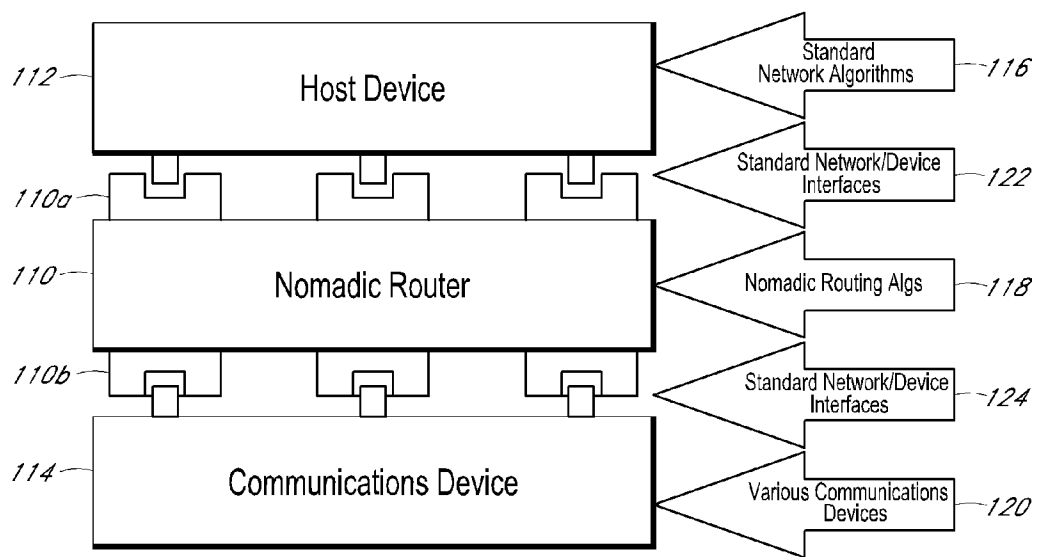 112
Host Device
Standard
Network Algorithms
116
110a
Standard Network/Device
Interfaces
122
110
Nomadic Router
Nomadic Routing Algs
118
110b
Standard Network/Device
Interfaces
124
114
Communications Device
Various Communications
Devices
120